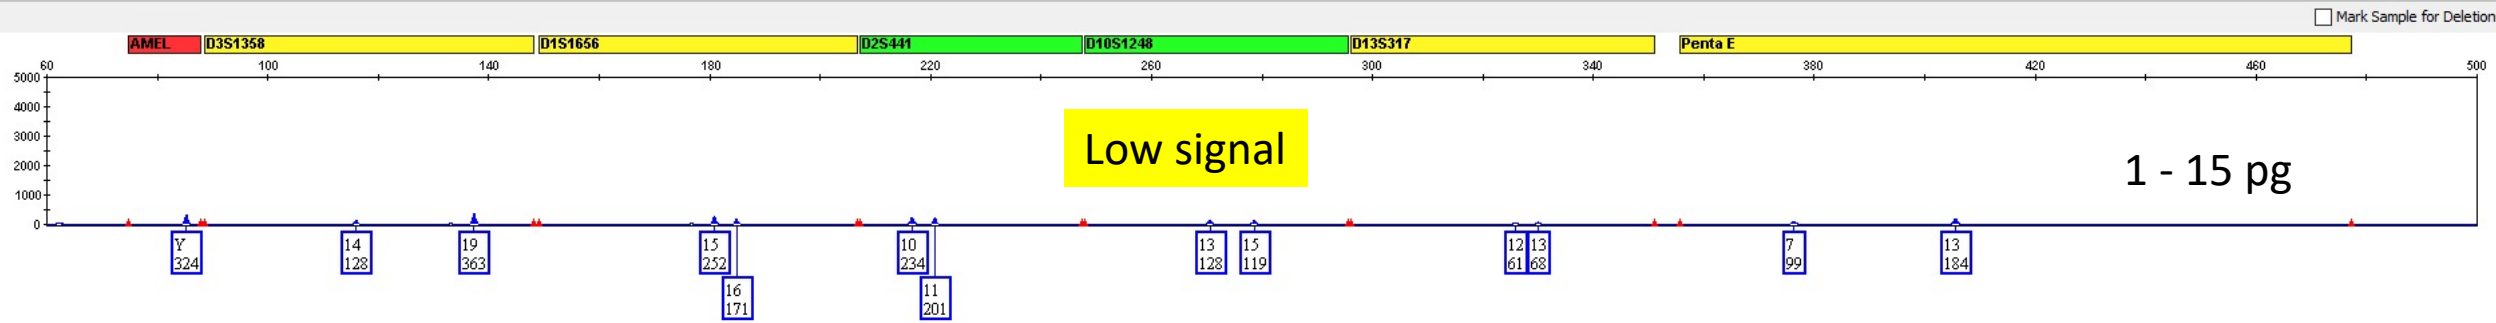 Mark Sample for Deletion
AMEL D3S1358 D1S1656 D2S441 D10S1248 D13S317 Penta E
60 100 140 180 220 260 300 340 380 420 460 500
5000
4000
3000
2000
1000
0
Low signal
1 - 15 pg
Y 14 19 15 10 13 15 12 13 7 13
324 128 363 252 234 128 119 61 68 99 184
16 11
171 201